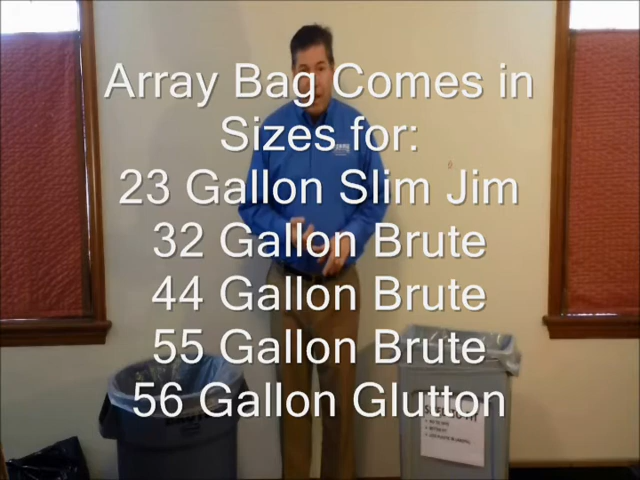 Array Bag Comes in
Sizes for:
23 Gallon Slim Jim
32 Gallon Brute
44 Gallon Brute
55 Gallon Brute
56 Gallon Glutton